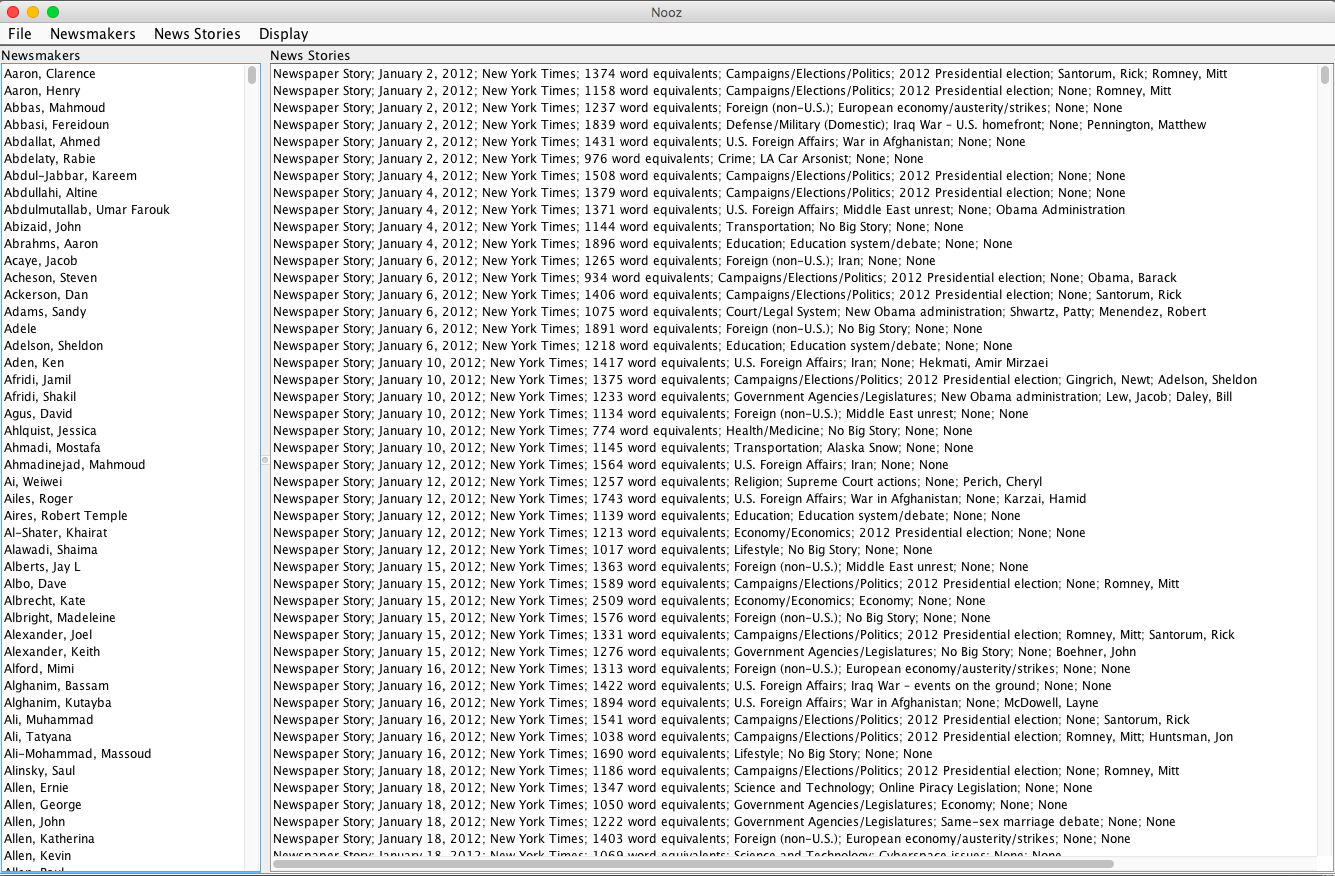 Nooz
File Newsmakers News Stories Display
Newsmakers
Aaron, Clarence
Aaron, Henry
Abbas, Mahmoud
Abbasi, Fereidoun
Abdallat, Ahmed
Abdelaty, Rabie
Abdul-Jabbar, Kareem
Abdullahi, Altine
Abdulmutallab, Umar Farouk
Abizaid, John
Abrahms, Aaron
Acaye, Jacob
Acheson, Steven
Ackerson, Dan
Adams, Sandy
Adele
Adelson, Sheldon
Aden, Ken
Afridi, Jamil
Afridi, Shakil
Agus, David
Ahlquist, Jessica
Ahmadi, Mostafa
Ahmadinejad, Mahmoud
Ai, Weiwei
Ailes, Roger
Aires, Robert Temple
Al-Shater, Khairat
Alawadi, Shaima
Alberts, Jay L
Albo, Dave
Albrecht, Kate
Albright, Madeleine
Alexander, Joel
Alexander, Keith
Alford, Mimi
Alghanim, Bassam
Alghanim, Kutayba
Ali, Muhammad
Ali, Tatyana
Ali-Mohammad, Massoud
Alinsky, Saul
Allen, Ernie
Allen, George
Allen, John
Allen, Katherina
Allen, Kevin
Allen, Paul
News Stories
Newspaper Story; January 2, 2012; New York Times; 1374 word equivalents; Campaigns/Elections/Politics; 2012 Presidential election; Santorum, Rick; Romney, Mitt
Newspaper Story; January 2, 2012; New York Times; 1158 word equivalents; Campaigns/Elections/Politics; 2012 Presidential election; None; Romney, Mitt
Newspaper Story; January 2, 2012; New York Times; 1237 word equivalents; Foreign (non-U.S.); European economy/austerity/strikes; None; None
Newspaper Story; January 2, 2012; New York Times; 1839 word equivalents; Defense/Military (Domestic); Iraq War - U.S. homefront; None; Pennington, Matthew
Newspaper Story; January 2, 2012; New York Times; 1431 word equivalents; U.S. Foreign Affairs; War in Afghanistan; None; None
Newspaper Story; January 2, 2012; New York Times; 976 word equivalents; Crime; LA Car Arsonist; None; None
Newspaper Story; January 4, 2012; New York Times; 1508 word equivalents; Campaigns/Elections/Politics; 2012 Presidential election; None; None
Newspaper Story; January 4, 2012; New York Times; 1379 word equivalents; Campaigns/Elections/Politics; 2012 Presidential election; None; None
Newspaper Story; January 4, 2012; New York Times; 1371 word equivalents; U.S. Foreign Affairs; Middle East unrest; None; Obama Administration
Newspaper Story; January 4, 2012; New York Times; 1144 word equivalents; Transportation; No Big Story; None; None
Newspaper Story; January 4, 2012; New York Times; 1896 word equivalents; Education; Education system/debate; None; None
Newspaper Story; January 6, 2012; New York Times; 1265 word equivalents; Foreign (non-U.S.); Iran; None; None
Newspaper Story; January 6, 2012; New York Times; 934 word equivalents; Campaigns/Elections/Politics; 2012 Presidential election; None; Obama, Barack
Newspaper Story; January 6, 2012; New York Times; 1406 word equivalents; Campaigns/Elections/Politics; 2012 Presidential election; None; Santorum, Rick
Newspaper Story; January 6, 2012; New York Times; 1075 word equivalents; Court/Legal System; New Obama administration; Shwartz, Patty; Menendez, Robert
Newspaper Story; January 6, 2012; New York Times; 1891 word equivalents; Foreign (non-U.S.); No Big Story; None; None
Newspaper Story; January 6, 2012; New York Times; 1218 word equivalents; Education; Education system/debate; None; None
Newspaper Story; January 10, 2012; New York Times; 1417 word equivalents; U.S. Foreign Affairs; Iran; None; Hekmati, Amir Mirzaei
Newspaper Story; January 10, 2012; New York Times; 1375 word equivalents; Campaigns/Elections/Politics; 2012 Presidential election; Gingrich, Newt; Adelson, Sheldon
Newspaper Story; January 10, 2012; New York Times; 1233 word equivalents; Government Agencies/Legislatures; New Obama administration; Lew, Jacob; Daley, Bill
Newspaper Story; January 10, 2012; New York Times; 1134 word equivalents; Foreign (non-U.S.); Middle East unrest; None; None
Newspaper Story; January 10, 2012; New York Times; 774 word equivalents; Health/Medicine; No Big Story; None; None
Newspaper Story; January 10, 2012; New York Times; 1145 word equivalents; Transportation; Alaska Snow; None; None
Newspaper Story; January 12, 2012; New York Times; 1564 word equivalents; U.S. Foreign Affairs; Iran; None; None
Newspaper Story; January 12, 2012; New York Times; 1257 word equivalents; Religion; Supreme Court actions; None; Perich, Cheryl
Newspaper Story; January 12, 2012; New York Times; 1743 word equivalents; U.S. Foreign Affairs; War in Afghanistan; None; Karzai, Hamid
Newspaper Story; January 12, 2012; New York Times; 1139 word equivalents; Education; Education system/debate; None; None
Newspaper Story; January 12, 2012; New York Times; 1213 word equivalents; Economy/Economics; 2012 Presidential election; None; None
Newspaper Story; January 12, 2012; New York Times; 1017 word equivalents; Lifestyle; No Big Story; None; None
Newspaper Story; January 15, 2012; New York Times; 1363 word equivalents; Foreign (non-U.S.); Middle East unrest; None; None
Newspaper Story; January 15, 2012; New York Times; 1589 word equivalents; Campaigns/Elections/Politics; 2012 Presidential election; None; Romney, Mitt
Newspaper Story; January 15, 2012; New York Times; 2509 word equivalents; Economy/Economics; Economy; None; None
Newspaper Story; January 15, 2012; New York Times; 1576 word equivalents; Foreign (non-U.S.); No Big Story; None; None
Newspaper Story; January 15, 2012; New York Times; 1331 word equivalents; Campaigns/Elections/Politics; 2012 Presidential election; Romney, Mitt; Santorum, Rick
Newspaper Story; January 15, 2012; New York Times; 1276 word equivalents; Government Agencies/Legislatures; No Big Story; None; Boehner, John
Newspaper Story; January 16, 2012; New York Times; 1313 word equivalents; Foreign (non-U.S.); European economy/austerity/strikes; None; None
Newspaper Story; January 16, 2012; New York Times; 1422 word equivalents; U.S. Foreign Affairs; Iraq War - events on the ground; None; None
Newspaper Story; January 16, 2012; New York Times; 1894 word equivalents; U.S. Foreign Affairs; War in Afghanistan; None; McDowell, Layne
Newspaper Story; January 16, 2012; New York Times; 1541 word equivalents; Campaigns/Elections/Politics; 2012 Presidential election; None; Santorum, Rick
Newspaper Story; January 16, 2012; New York Times; 1038 word equivalents; Campaigns/Elections/Politics; 2012 Presidential election; Romney, Mitt; Huntsman, Jon
Newspaper Story; January 16, 2012; New York Times; 1690 word equivalents; Lifestyle; No Big Story; None; None
Newspaper Story; January 18, 2012; New York Times; 1186 word equivalents; Campaigns/Elections/Politics; 2012 Presidential election; None; Romney, Mitt
Newspaper Story; January 18, 2012; New York Times; 1347 word equivalents; Science and Technology; Online Piracy Legislation; None; None
Newspaper Story; January 18, 2012; New York Times; 1050 word equivalents; Government Agencies/Legislatures; Economy; None; None
Newspaper Story; January 18, 2012; New York Times; 1222 word equivalents; Government Agencies/Legislatures; Same-sex marriage debate; None; None
Newspaper Story; January 18, 2012; New York Times; 1403 word equivalents; Foreign (non-U.S.); European economy/austerity/strikes; None; None
Newspaper Story; January 18, 2012; New York Times; 1069 word equivalents; Science and Technology; Cyberspace issues; None; None